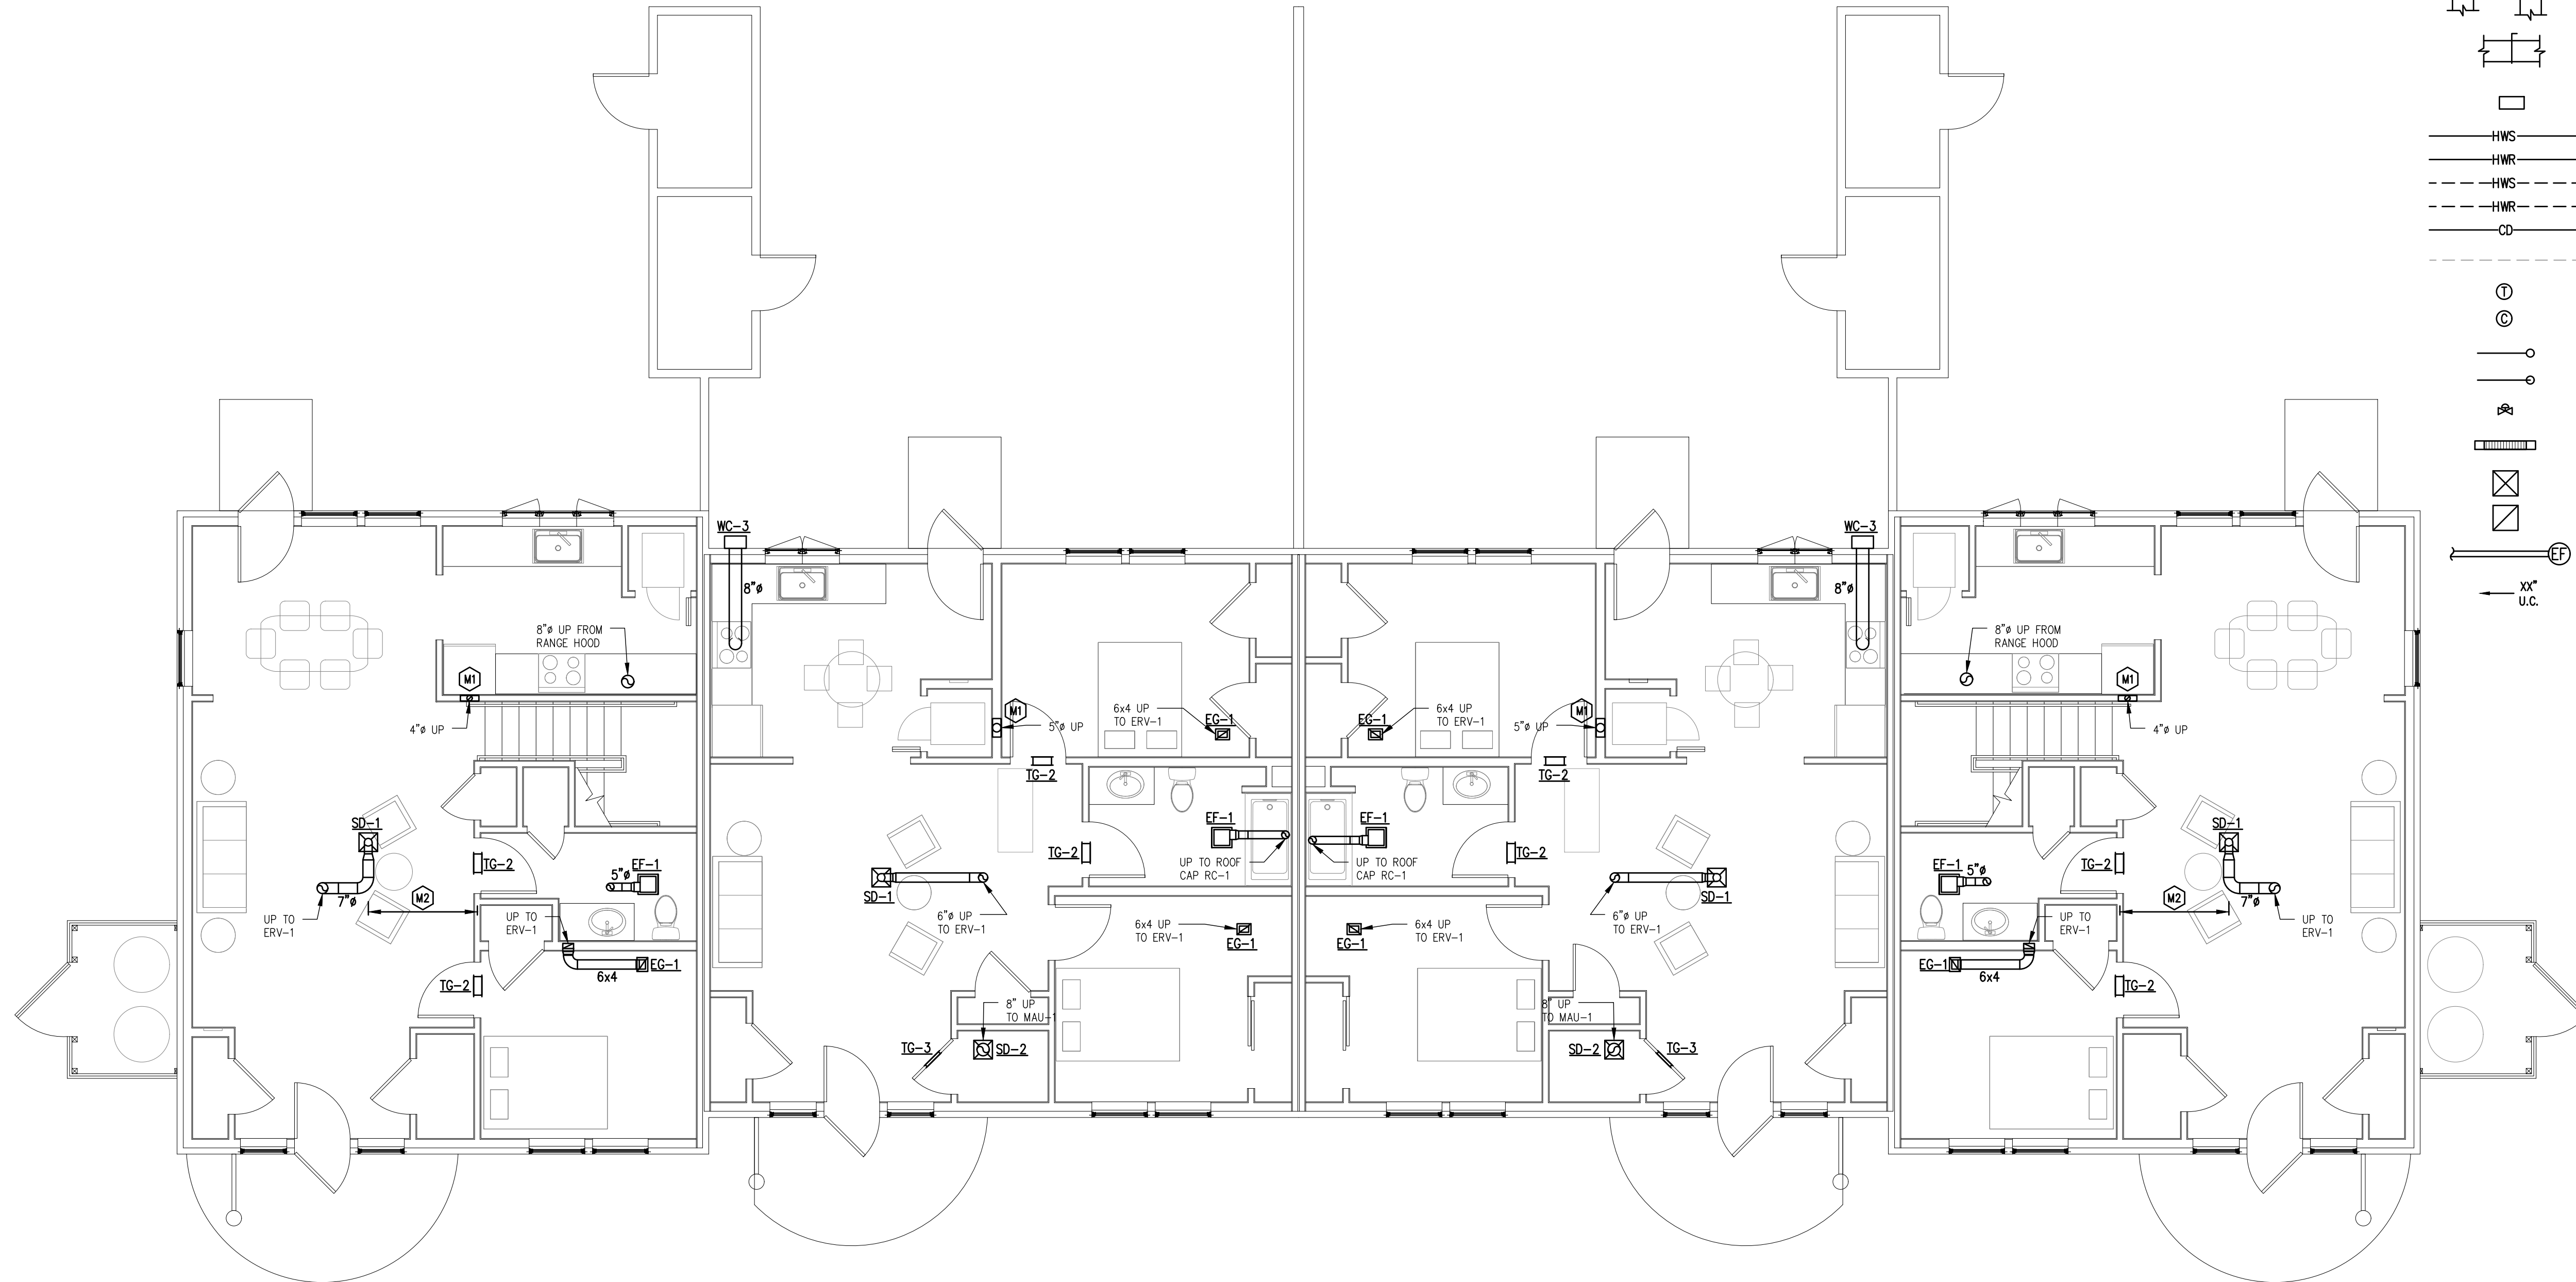 HWS
HWR
HWS
HWR
CD
T
C
EF
XX"
U.C.
WC-3
8"ø
8"ø UP FROM
RANGE HOOD
M1
4"ø UP
SD-1
7"ø
UP TO
ERV-1
M2
TG-2
EF-1
5"ø
UP TO
ERV-1
6x4
EG-1
TG-2
M1
5"ø UP
6x4 UP
TO ERV-1
EG-1
TG-2
EF-1
TG-2
UP TO ROOF
CAP RC-1
SD-1
6"ø UP
TO ERV-1
6x4 UP
TO ERV-1
EG-1
8" UP
TO MAU-1
TG-3
SD-2
WC-3
8"ø
EG-1
6x4 UP
TO ERV-1
5"ø UP
M1
TG-2
EF-1
UP TO ROOF
CAP RC-1
TG-2
6"ø UP
TO ERV-1
SD-1
EG-1
6x4 UP
TO ERV-1
8" UP
TO MAU-1
SD-2
TG-3
8"ø UP FROM
RANGE HOOD
M1
4"ø UP
SD-1
EF-1
5"ø
TG-2
M2
7"ø
UP TO
ERV-1
UP TO
ERV-1
EG-1
6x4
TG-2